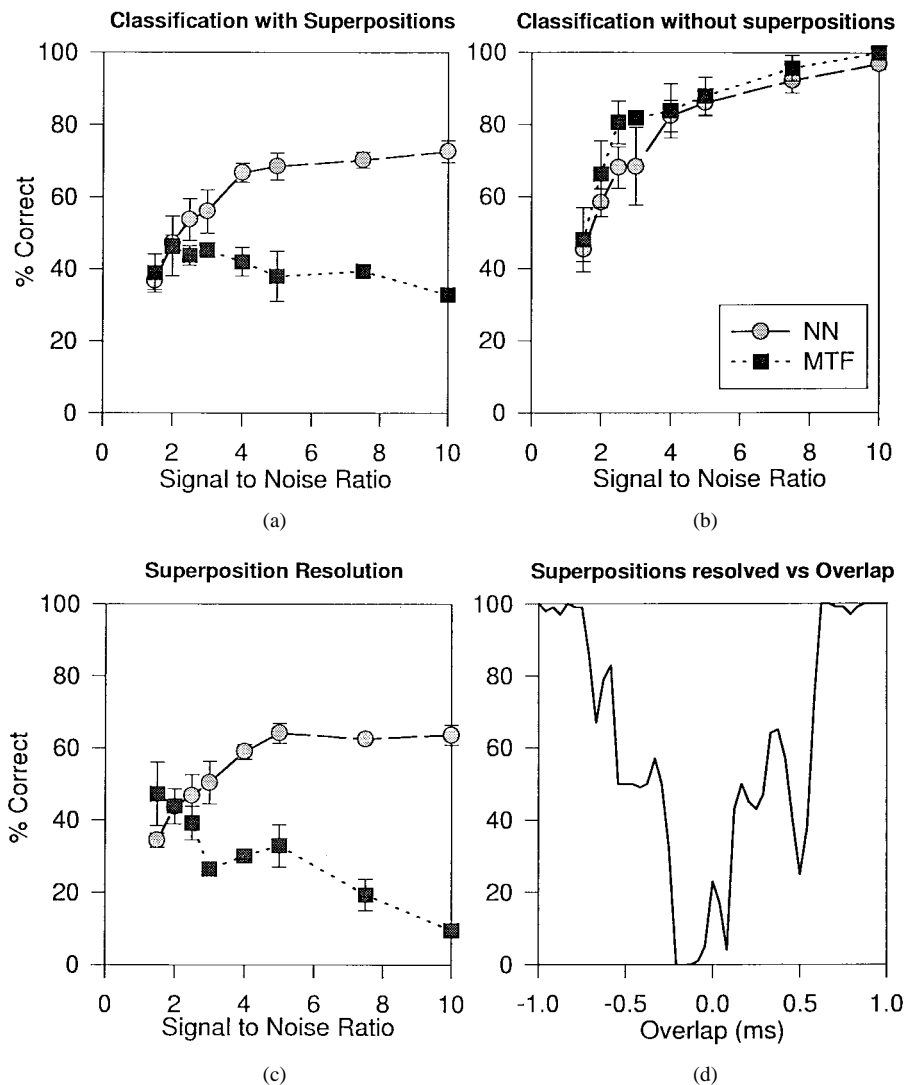 Classification with Superpositions
100
80
60
40
20
0
% Correct
0 2 4 6 8 10
Signal to Noise Ratio
(a)
Classification without superpositions
100
80
60
40
20
0
NN
MTF
0 2 4 6 8 10
Signal to Noise Ratio
(b)
Superposition Resolution
100
80
60
40
20
0
% Correct
0 2 4 6 8 10
Signal to Noise Ratio
(c)
Superpositions resolved vs Overlap
100
80
60
40
20
0
-1.0 -0.5 0.0 0.5 1.0
Overlap (ms)
(d)